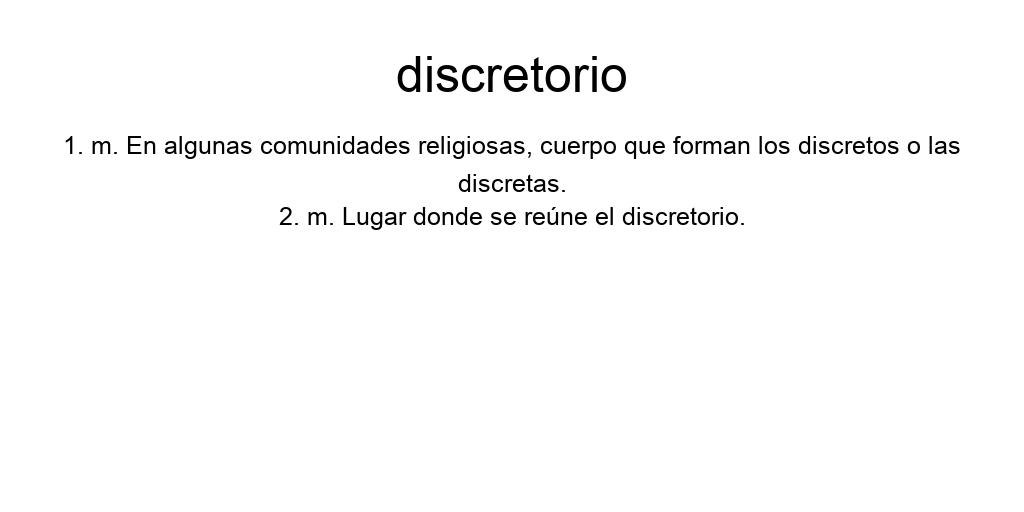 discretorio
1. m. En algunas comunidades religiosas, cuerpo que forman los discretos o las
discretas.
2. m. Lugar donde se reúne el discretorio.